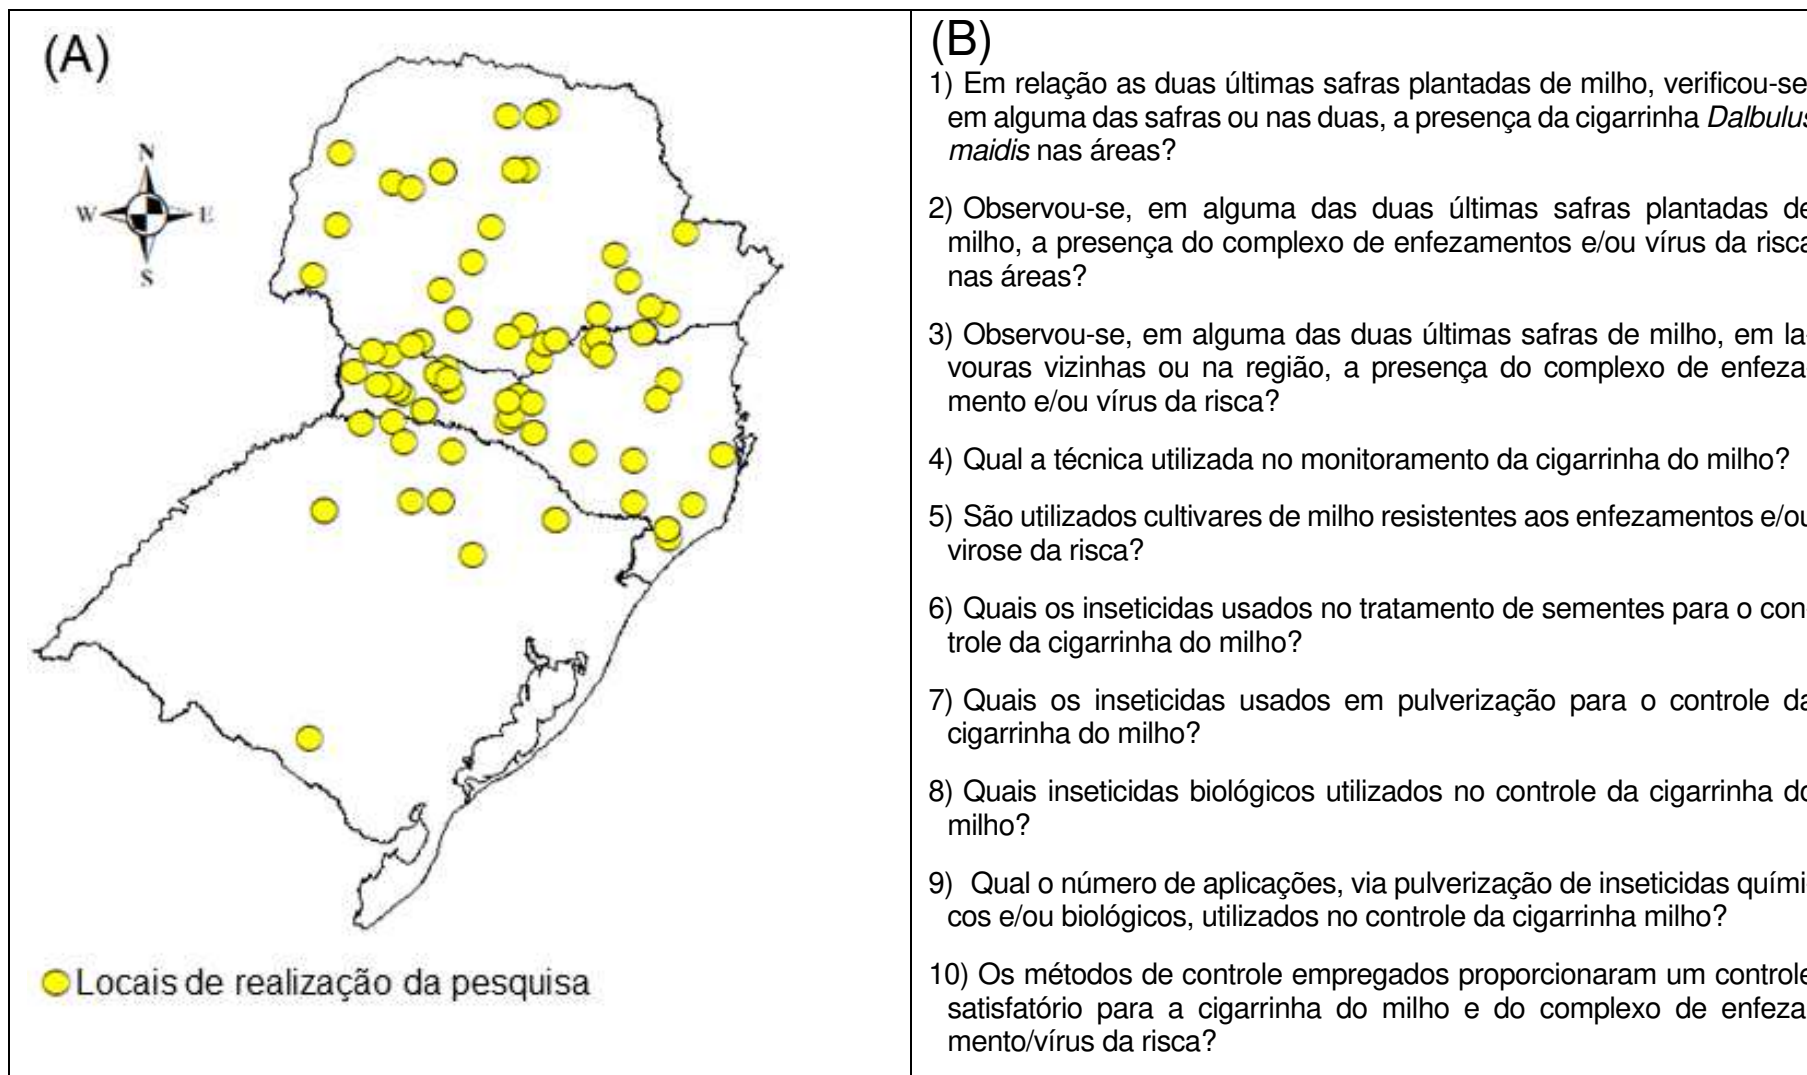 (A)
N
W
E
S
Locais de realização da pesquisa
(B)
1) Em relação as duas últimas safras plantadas de milho, verificou-se,
em alguma das safras ou nas duas, a presença da cigarrinha Dalbulus
maidis nas áreas?
2) Observou-se, em alguma das duas últimas safras plantadas de
milho, a presença do complexo de enfezamentos e/ou vírus da risca
nas áreas?
3) Observou-se, em alguma das duas últimas safras de milho, em la-
vouras vizinhas ou na região, a presença do complexo de enfeza-
mento e/ou vírus da risca?
4) Qual a técnica utilizada no monitoramento da cigarrinha do milho?
5) São utilizados cultivares de milho resistentes aos enfezamentos e/ou
virose da risca?
6) Quais os inseticidas usados no tratamento de sementes para o con-
trole da cigarrinha do milho?
7) Quais os inseticidas usados em pulverização para o controle da
cigarrinha do milho?
8) Quais inseticidas biológicos utilizados no controle da cigarrinha do
milho?
9) Qual o número de aplicações, via pulverização de inseticidas quími-
cos e/ou biológicos, utilizados no controle da cigarrinha milho?
10) Os métodos de controle empregados proporcionaram um controle
satisfatório para a cigarrinha do milho e do complexo de enfeza-
mento/vírus da risca?